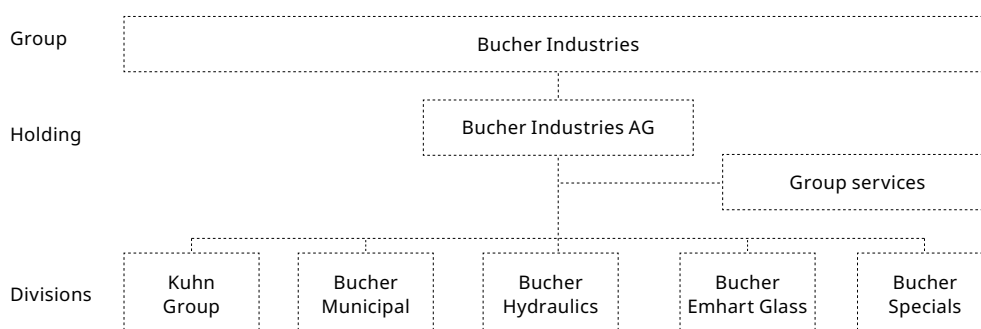 Group
Bucher Industries
Holding
Bucher Industries AG
Group services
Divisions
Kuhn
Group
Bucher
Municipal
Bucher
Hydraulics
Bucher
Emhart Glass
Bucher
Specials